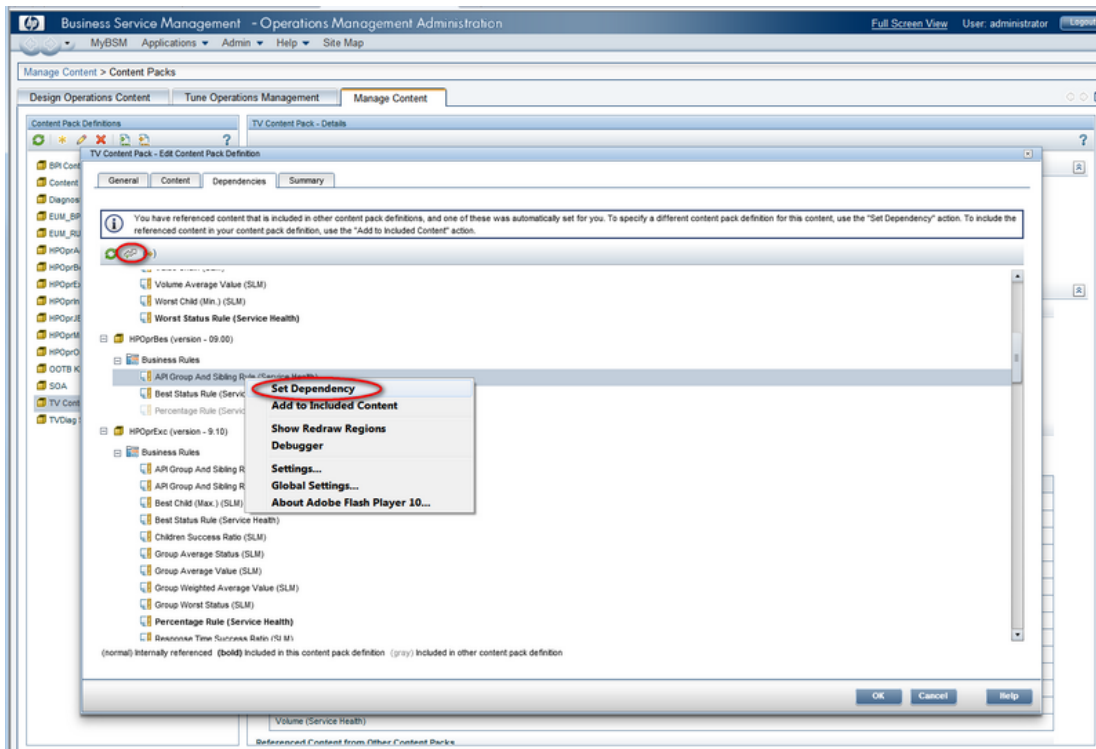 Business Service Management - Operations Management Administration
Full Screen View User: administrator Logout
MyBSM Applications Admin Help Site Map
Manage Content > Content Packs
Design Operations Content Tune Operations Management Manage Content
Content Pack Definitions TV Content Pack - Details
TV Content Pack - Edit Content Pack Definition
General Content Dependencies Summary
You have referenced content that is included in other content pack definitions, and one of these was automatically set for you. To specify a different content pack definition for this content, use the "Set Dependency" action. To include the
referenced content in your content pack definition, use the "Add to Included Content" action.
BPI Cont
Content
Diagnos
EUM_BP
EUM_RU
HPOprA
HPOprB
HPOprEx
HPOprIn
HPOprJE
HPOprM
HPOprO
OOTB K
SOA
TV Cont
TVDiag
Volume Average Value (SLM)
Worst Child (Min.) (SLM)
Worst Status Rule (Service Health)
HPOprBes (version - 09.00)
Business Rules
API Group And Sibling Rule (Service Health)
Best Status Rule (Servic
Percentage Rule (Servic
HPOprExc (version - 9.10)
Business Rules
API Group And Sibling R
API Group And Sibling R
Best Child (Max.) (SLM)
Best Status Rule (Service Health)
Children Success Ratio (SLM)
Group Average Status (SLM)
Group Average Value (SLM)
Group Weighted Average Value (SLM)
Group Worst Status (SLM)
Percentage Rule (Service Health)
Response Time Success Ratio (SLM)
Set Dependency
Add to Included Content
Show Redraw Regions
Debugger
Settings...
Global Settings...
About Adobe Flash Player 10...
(normal) Internally referenced (bold) Included in this content pack definition (gray) Included in other content pack definition
OK Cancel Help
Volume (Service Health)
Referenced Content from Other Content Packs